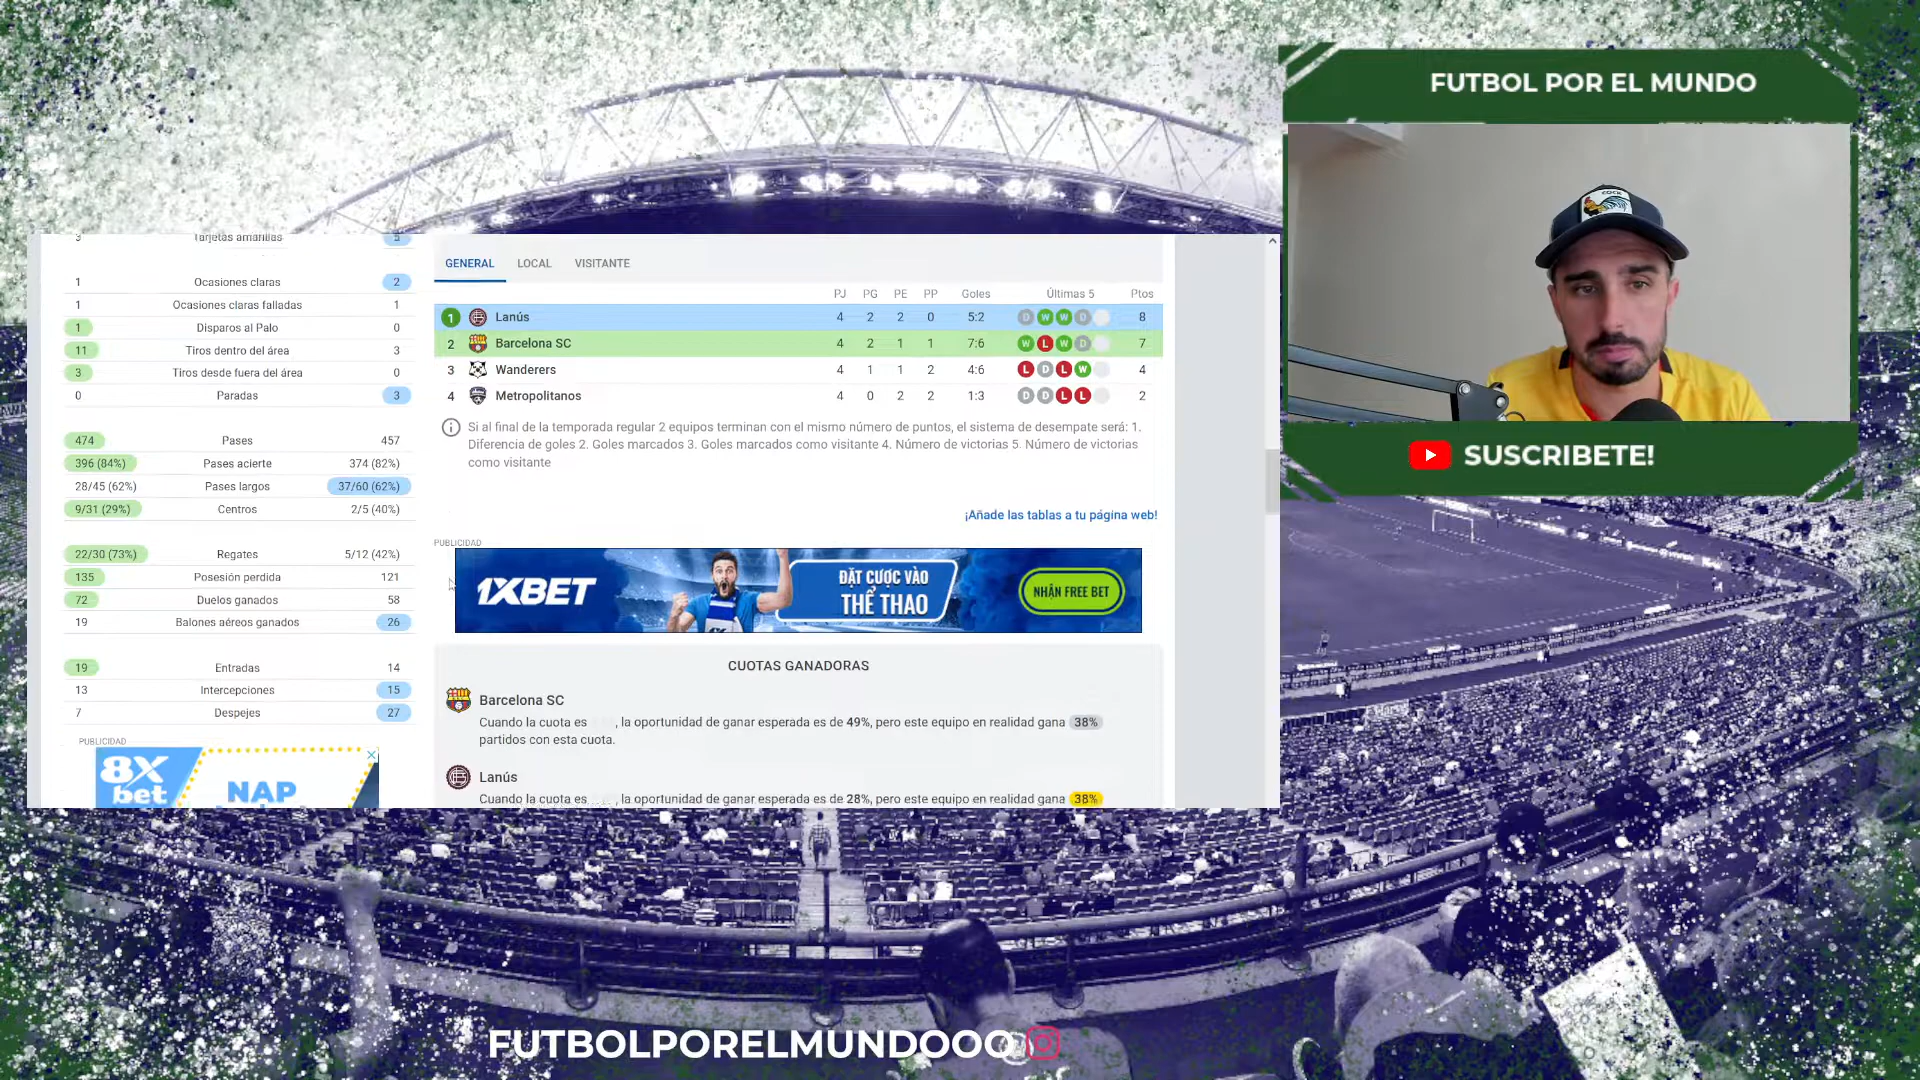 3 Tarjetas amarillas 5
1 Ocasiones claras 2
1 Ocasiones claras falladas 1
1 Disparos al Palo 0
11 Tiros dentro del área 3
3 Tiros desde fuera del área 0
0 Paradas 3
474 Pases 457
396 (84%) Pases acierte 374 (82%)
28/45 (62%) Pases largos 37/60 (62%)
9/31 (29%) Centros 2/5 (40%)
22/30 (73%) Regates 5/12 (42%)
135 Posesión perdida 121
72 Duelos ganados 58
19 Balones aéreos ganados 26
19 Entradas 14
13 Intercepciones 15
7 Despejes 27
PUBLICIDAD
8X
bet
NAP
GENERAL LOCAL VISITANTE
PJ PG PE PP Goles Últimas 5 Ptos
1 Lanús 4 2 2 0 5:2 D W W D 8
2 Barcelona SC 4 2 1 1 7:6 W L W D 7
3 Wanderers 4 1 1 2 4:6 L D L W 4
4 Metropolitanos 4 0 2 2 1:3 D D L L 2
Si al final de la temporada regular 2 equipos terminan con el mismo número de puntos, el sistema de desempate será: 1.
Diferencia de goles 2. Goles marcados 3. Goles marcados como visitante 4. Número de victorias 5. Número de victorias
como visitante
¡Añade las tablas a tu página web!
PUBLICIDAD
1XBET
ĐẶT CƯỢC VÀO
THỂ THAO
NHẬN FREE BET
CUOTAS GANADORAS
Barcelona SC
Cuando la cuota es , la oportunidad de ganar esperada es de 49%, pero este equipo en realidad gana 38%
partidos con esta cuota.
Lanús
Cuando la cuota es , la oportunidad de ganar esperada es de 28%, pero este equipo en realidad gana 38%
FUTBOL POR EL MUNDO
COCK
SUSCRIBETE!
FUTBOLPORELMUNDOOO